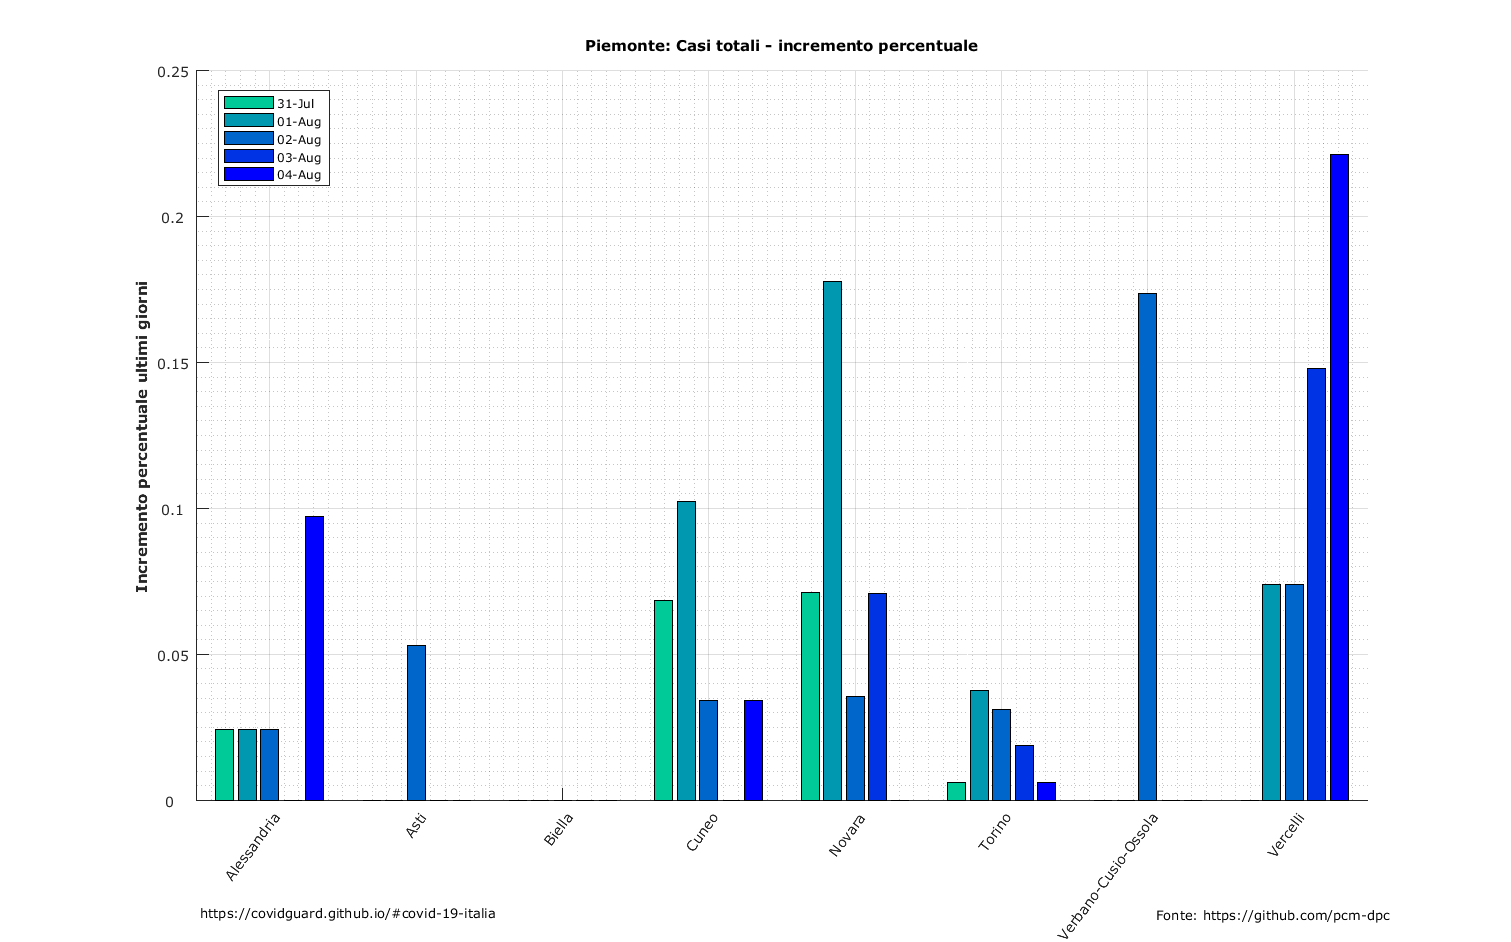 Piemonte: Casi totali - incremento percentuale
0.25
0.2
0.15
0.1
0.05
0
Incremento percentuale ultimi giorni
31-Jul
01-Aug
02-Aug
03-Aug
04-Aug
Alessandria
Asti
Biella
Cuneo
Novara
Torino
Verbano-Cusio-Ossola
Vercelli
https://covidguard.github.io/#covid-19-italia
Fonte: https://github.com/pcm-dpc